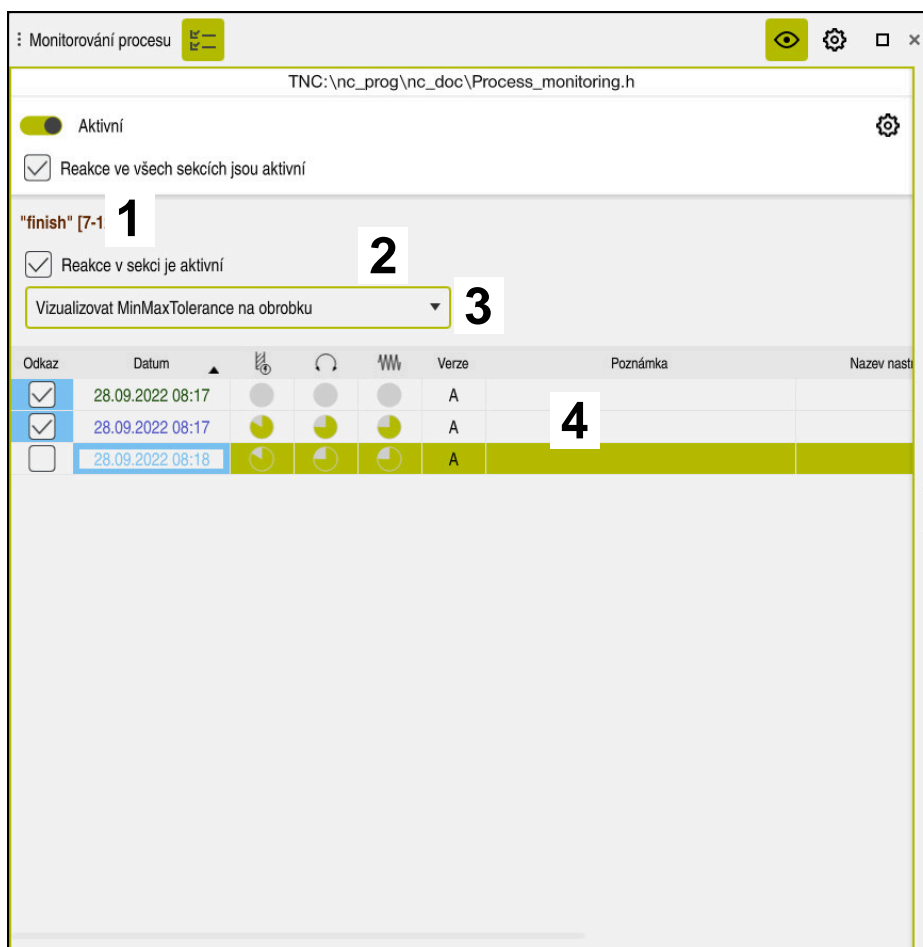 Monitorování procesu
TNC:\nc_prog\nc_doc\Process_monitoring.h
Aktivní
Reakce ve všech sekcích jsou aktivní
"finish" [7-1
1
Reakce v sekci je aktivní
2
Vizualizovat MinMaxTolerance na obrobku
3
Odkaz Datum Verze Poznámka Nazev nast
28.09.2022 08:17 A
28.09.2022 08:17 A
4
28.09.2022 08:18 A